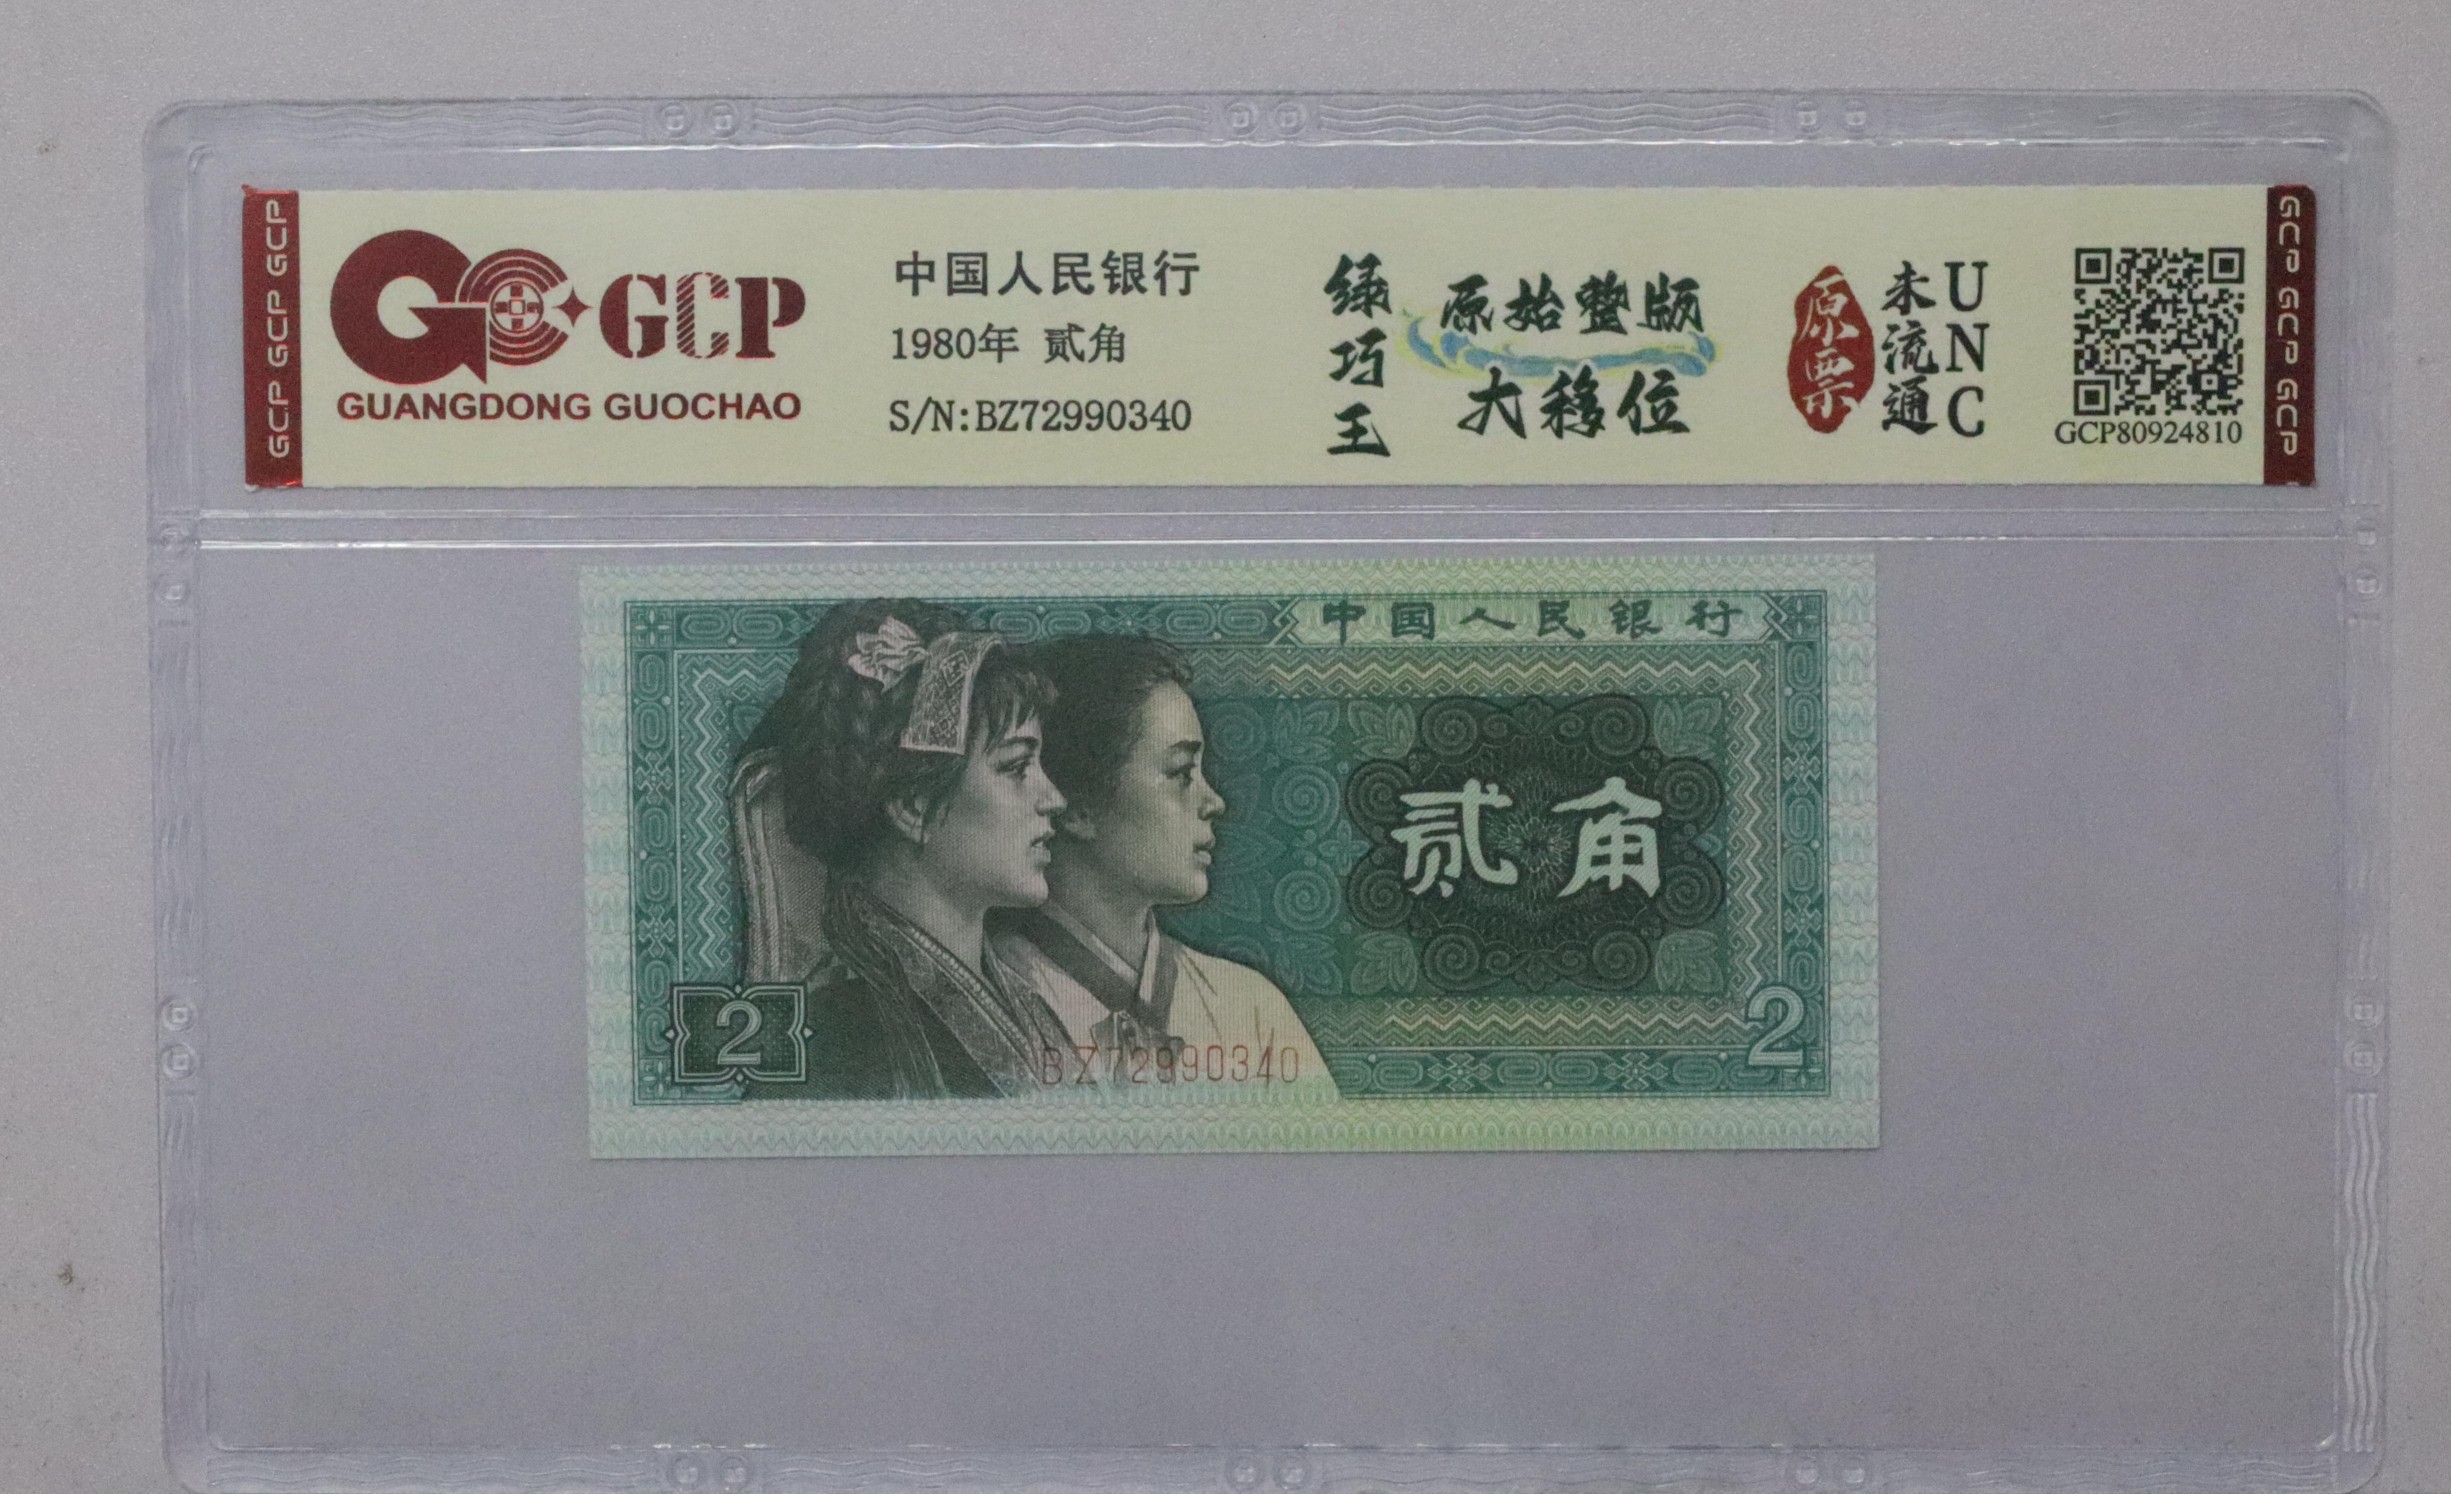 GCP GCP GCP
GCP
GUANGDONG GUOCHAO
中国人民银行
1980年 贰角
S/N:BZ72990340
绿巧王
原始整版
大移位
原票
未流通
UNC
GCP80924810
GCP GCP GCP
中国人民银行
贰角
2
2
BZ72990340